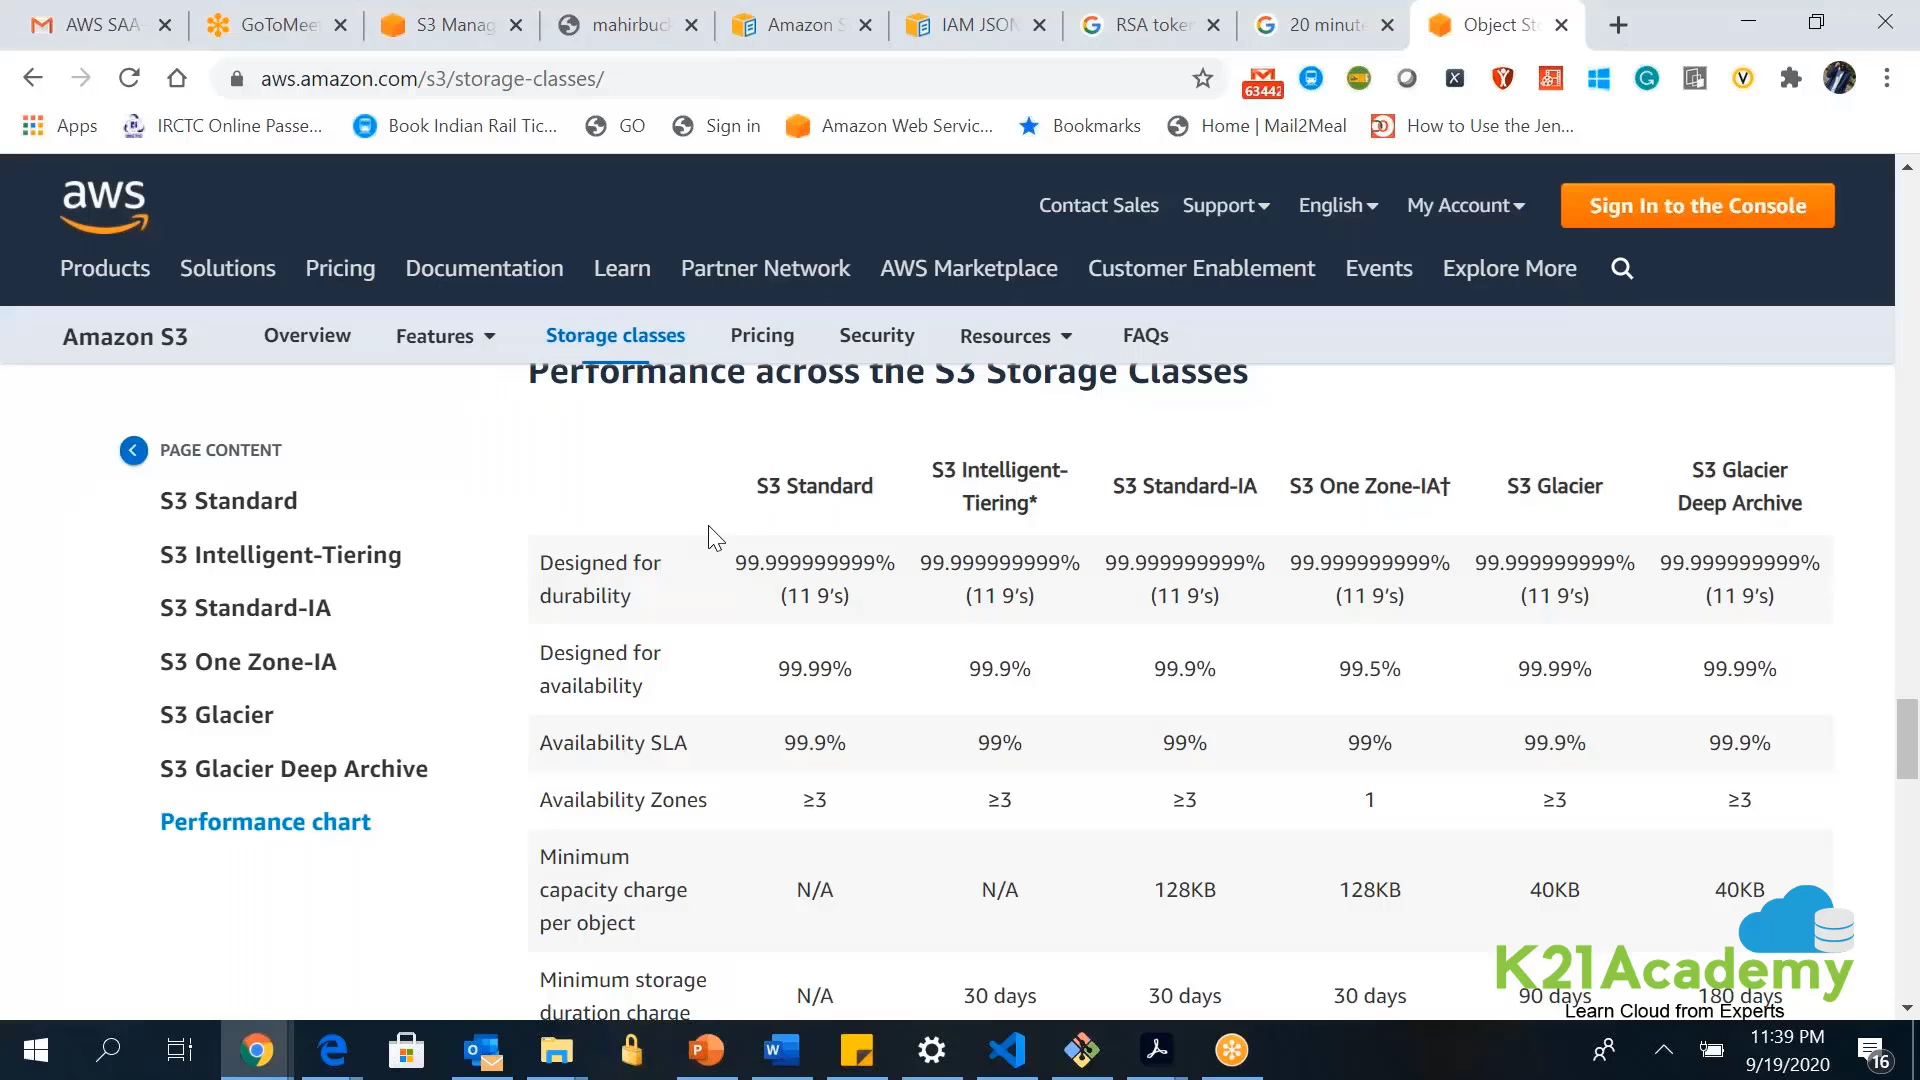 AWS SAA
GoToMee
S3 Manag
mahirbuc
Amazon S
IAM JSON
RSA token
20 minute
Object Sto
aws.amazon.com/s3/storage-classes/
63442
Apps
IRCTC Online Passe...
Book Indian Rail Tic...
GO
Sign in
Amazon Web Servic...
Bookmarks
Home | Mail2Meal
How to Use the Jen...
aws
Contact Sales
Support
English
My Account
Sign In to the Console
Products
Solutions
Pricing
Documentation
Learn
Partner Network
AWS Marketplace
Customer Enablement
Events
Explore More
Amazon S3
Overview
Features
Storage classes
Pricing
Security
Resources
FAQs
Performance across the S3 Storage Classes
PAGE CONTENT
S3 Standard
S3 Intelligent-Tiering
S3 Standard-IA
S3 One Zone-IA
S3 Glacier
S3 Glacier Deep Archive
Performance chart
S3 Standard
S3 Intelligent-
Tiering*
S3 Standard-IA
S3 One Zone-IA†
S3 Glacier
S3 Glacier
Deep Archive
Designed for
durability
99.999999999%
(11 9’s)
99.999999999%
(11 9’s)
99.999999999%
(11 9’s)
99.999999999%
(11 9’s)
99.999999999%
(11 9’s)
99.999999999%
(11 9’s)
Designed for
availability
99.99%
99.9%
99.9%
99.5%
99.99%
99.99%
Availability SLA
99.9%
99%
99%
99%
99.9%
99.9%
Availability Zones
≥3
≥3
≥3
1
≥3
≥3
Minimum
capacity charge
per object
N/A
N/A
128KB
128KB
40KB
40KB
Minimum storage
duration charge
N/A
30 days
30 days
30 days
90 days
180 days
K21Academy
Learn Cloud from Experts
11:39 PM
9/19/2020
16